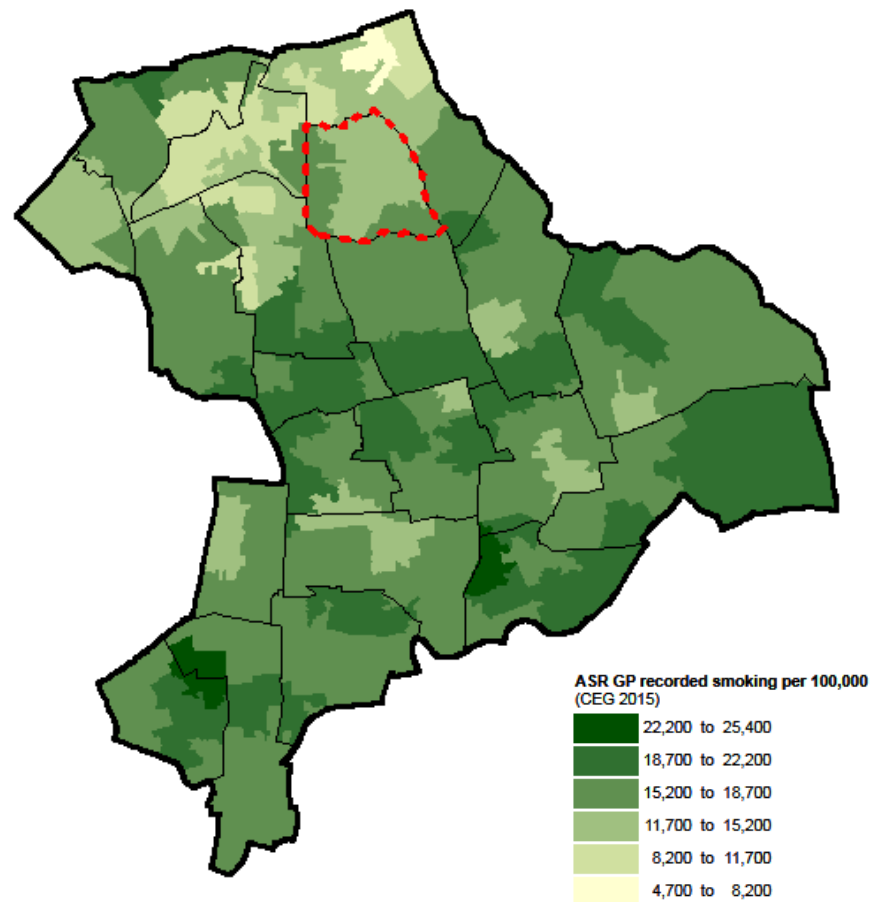 ASR GP recorded smoking per 100,000
(CEG 2015)
22,200 to 25,400
18,700 to 22,200
15,200 to 18,700
11,700 to 15,200
8,200 to 11,700
4,700 to 8,200